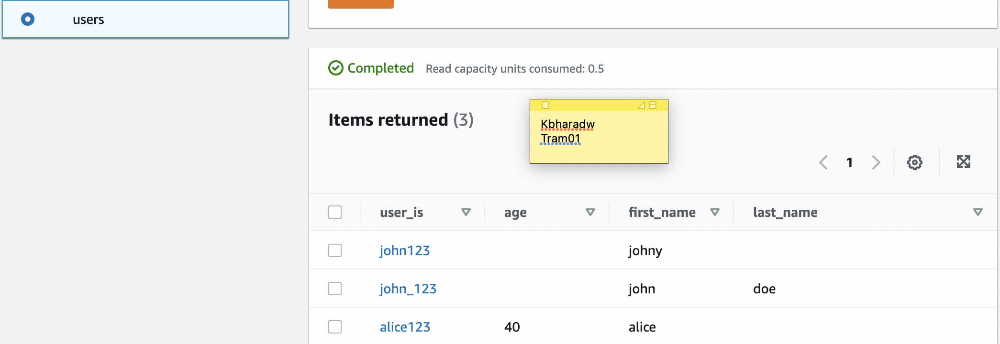 users
Completed Read capacity units consumed: 0.5
Items returned (3)
Kbharadw
Tram01
1
user_is age first_name last_name
john123 johny
john_123 john doe
alice123 40 alice